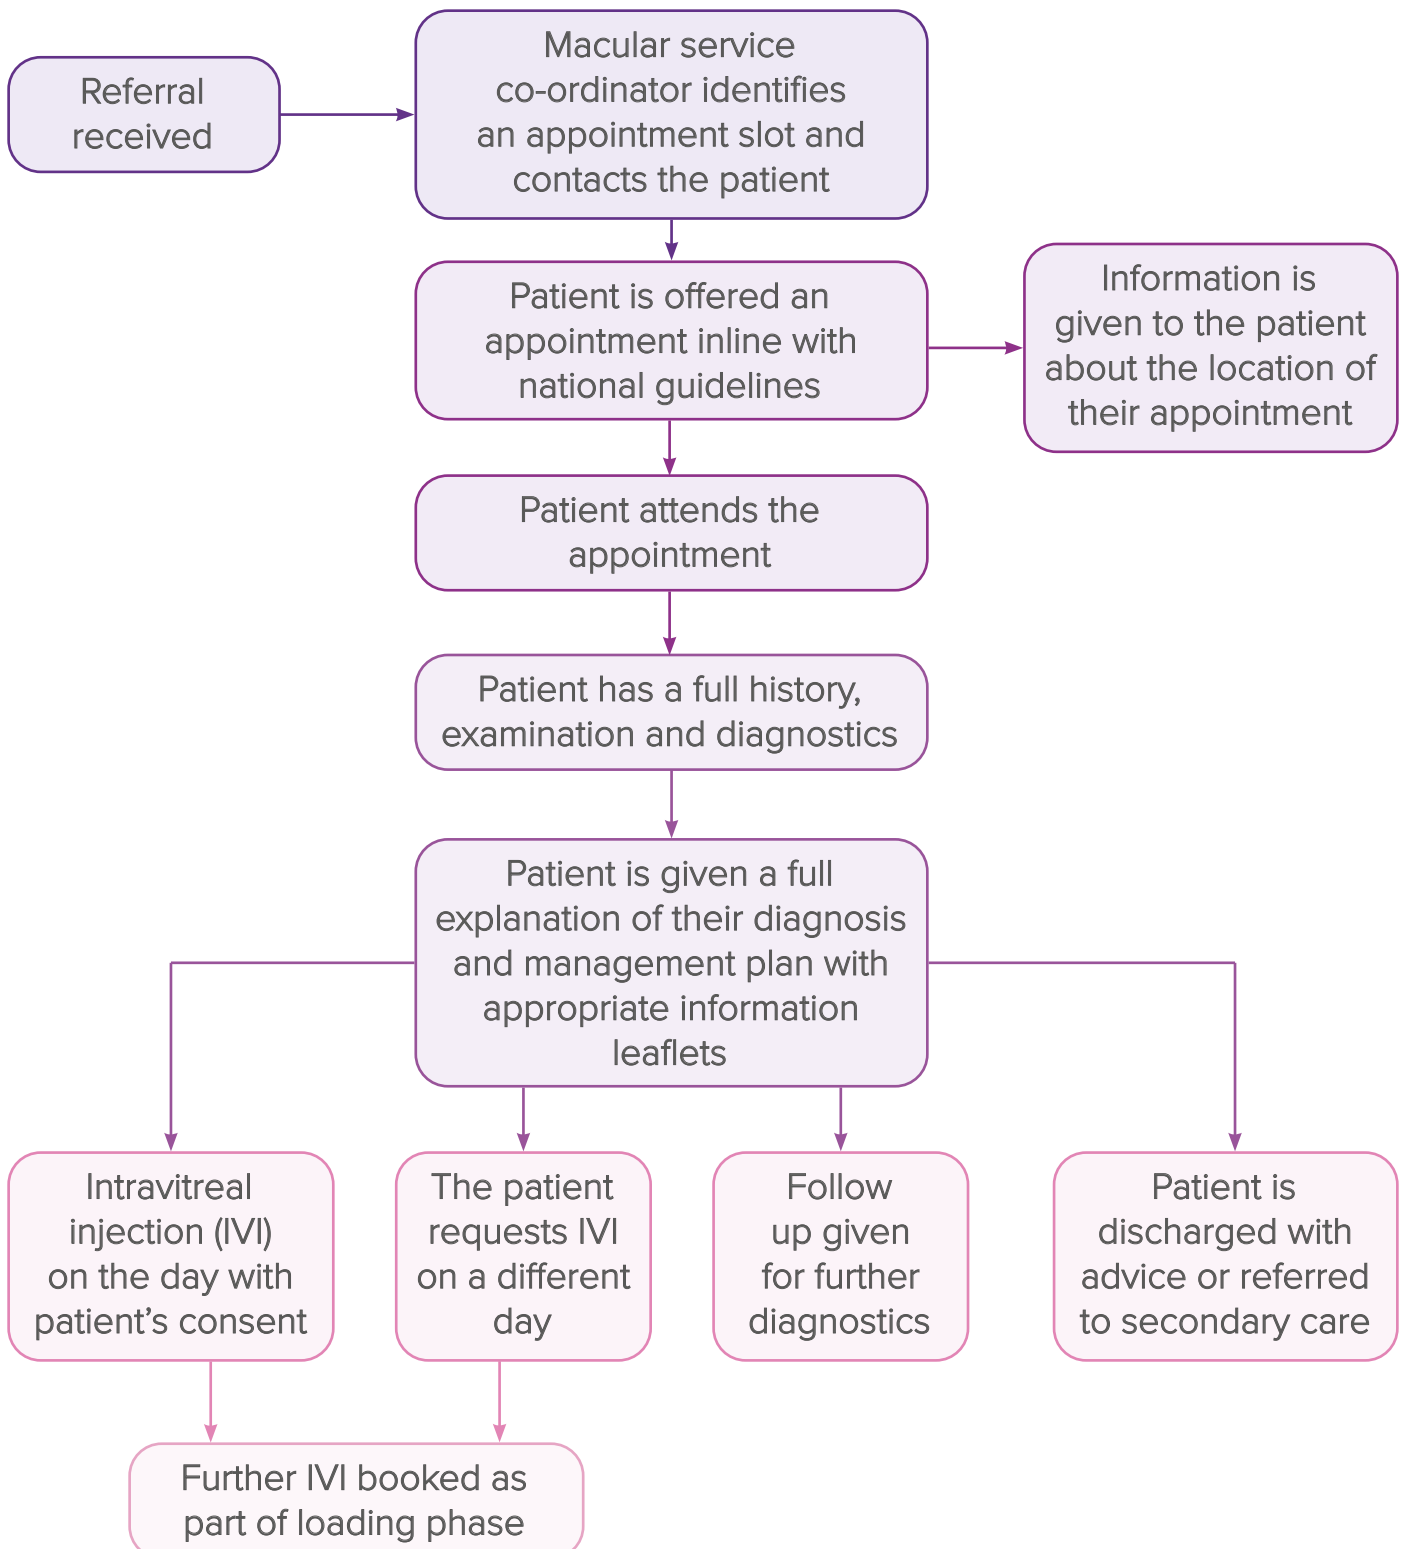 Referral
received
Macular service
co-ordinator identifies
an appointment slot and
contacts the patient
Patient is offered an
appointment inline with
national guidelines
Information is
given to the patient
about the location of
their appointment
Patient attends the
appointment
Patient has a full history,
examination and diagnostics
Patient is given a full
explanation of their diagnosis
and management plan with
appropriate information
leaflets
Intravitreal
injection (IVI)
on the day with
patient’s consent
The patient
requests IVI
on a different
day
Follow
up given
for further
diagnostics
Patient is
discharged with
advice or referred
to secondary care
Further IVI booked as
part of loading phase